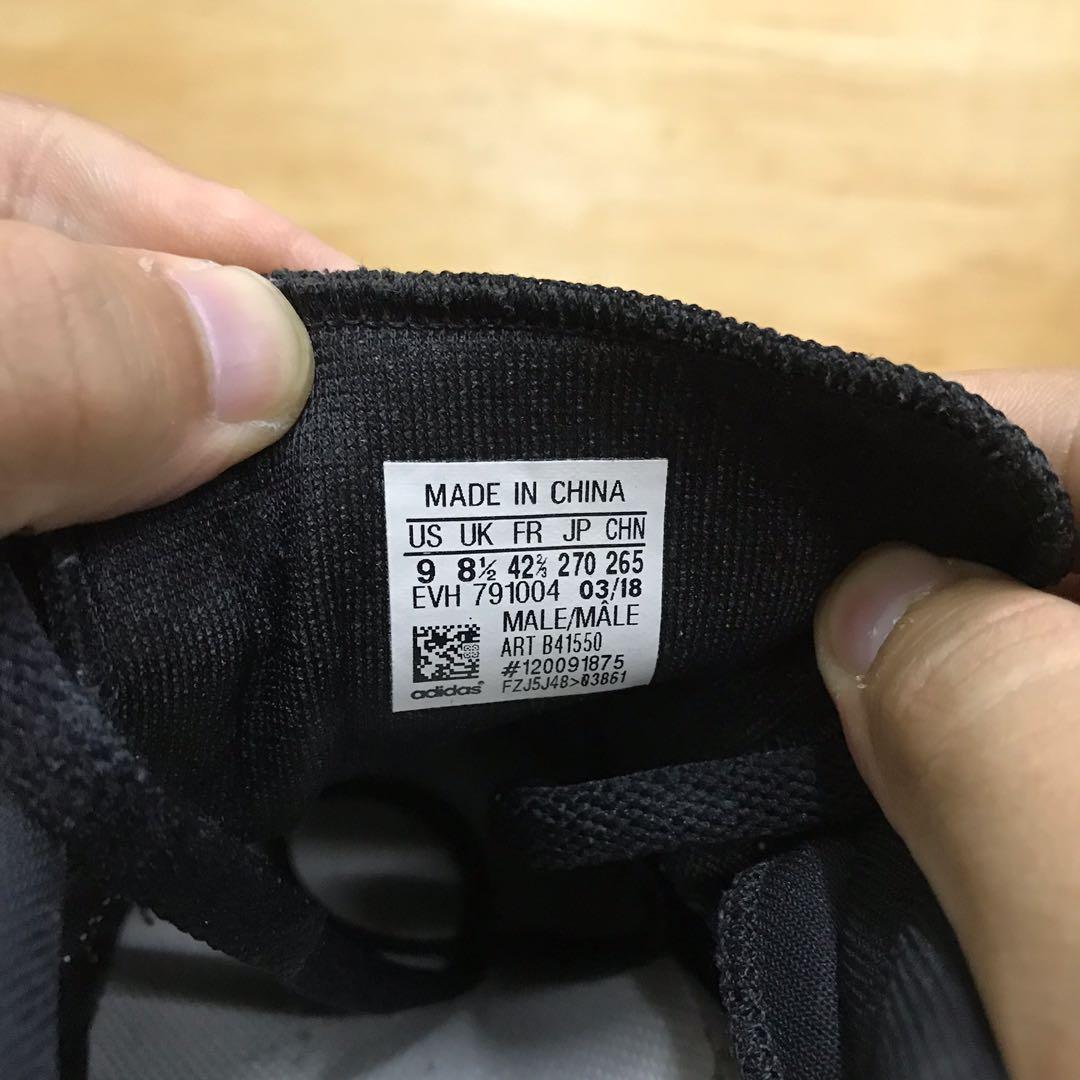 MADE IN CHINA
US UK FR JP CHN
9 8½ 42⅔ 270 265
EVH 791004 03/18
MALE/MÂLE
ART B41550
#120091875
FZJ5J48>03861
adidas